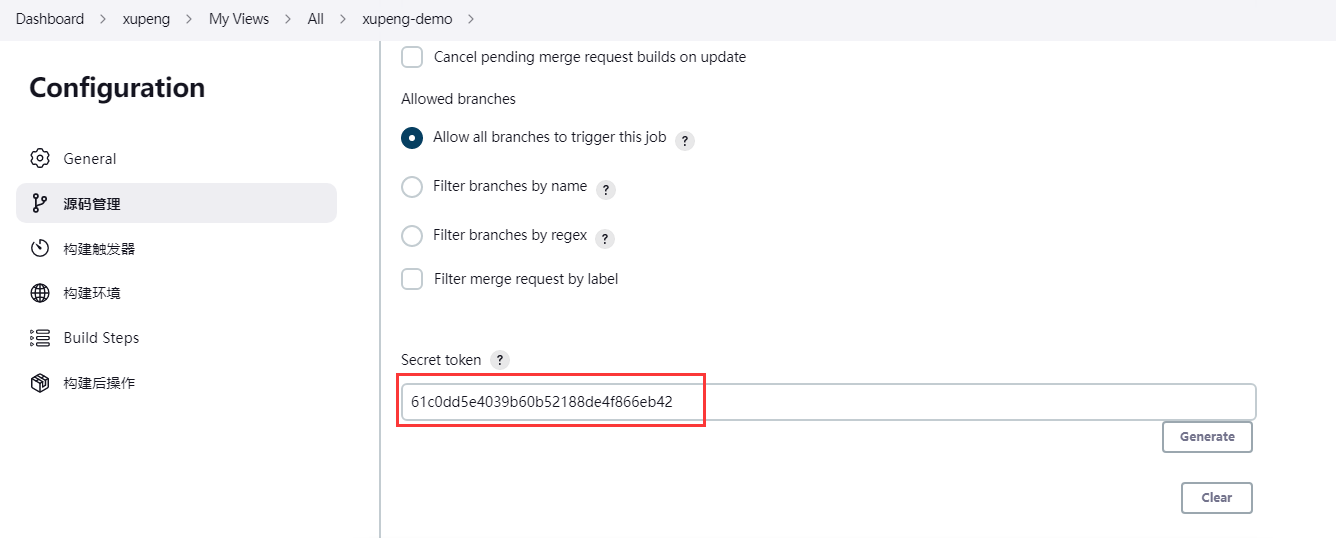 Dashboard > xupeng > My Views > All > xupeng-demo >
Configuration
General
源码管理
构建触发器
构建环境
Build Steps
构建后操作
Cancel pending merge request builds on update
Allowed branches
Allow all branches to trigger this job ?
Filter branches by name ?
Filter branches by regex ?
Filter merge request by label
Secret token ?
61c0dd5e4039b60b52188de4f866eb42
Generate
Clear